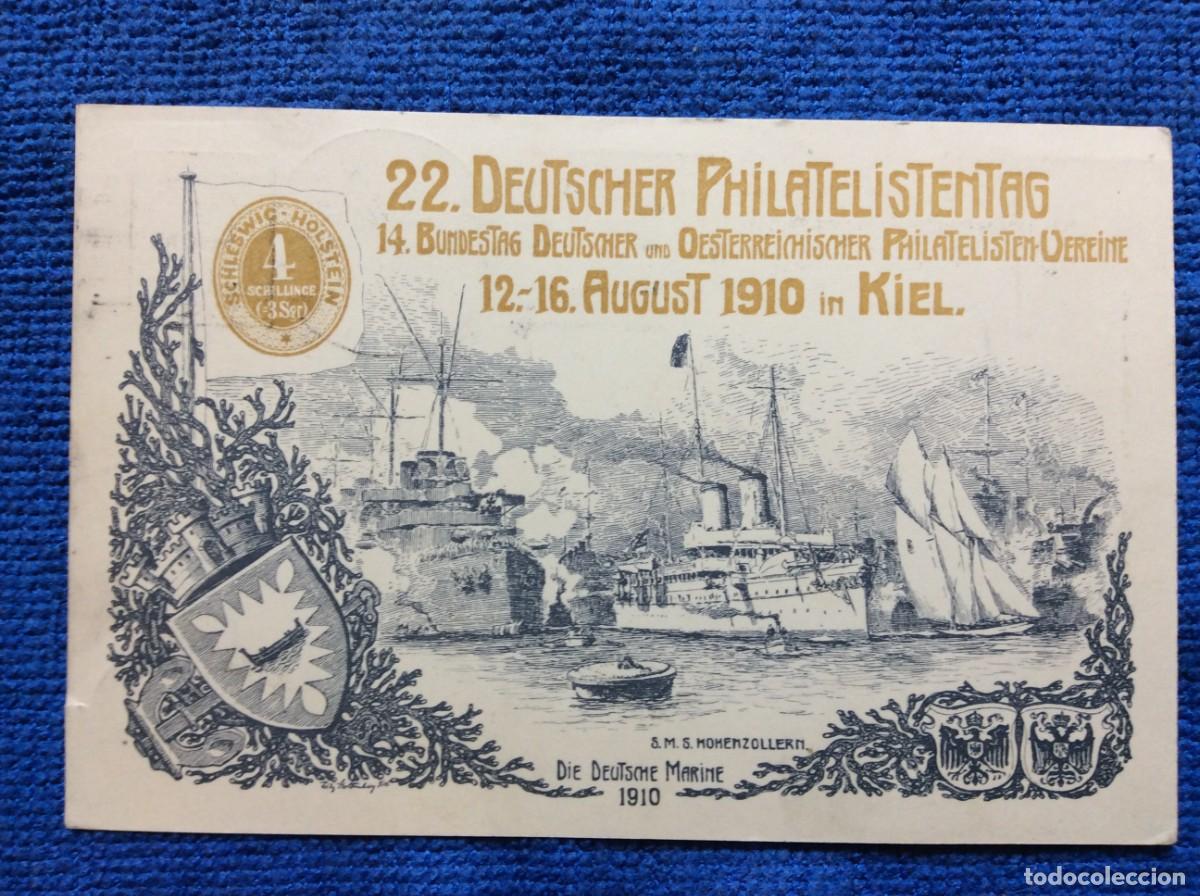 22. DEUTSCHER PHILATELISTENTAG
14. BUNDESTAG DEUTSCHER UND OESTERREICHISCHER PHILATELISTEN-VEREINE
12.-16. AUGUST 1910 IN KIEL.
SCHLESWIG-HOLSTEIN
4
SCHILLINGE
(=3 Sgr)
S.M.S. HOHENZOLLERN.
DIE DEUTSCHE MARINE
1910
todocoleccion